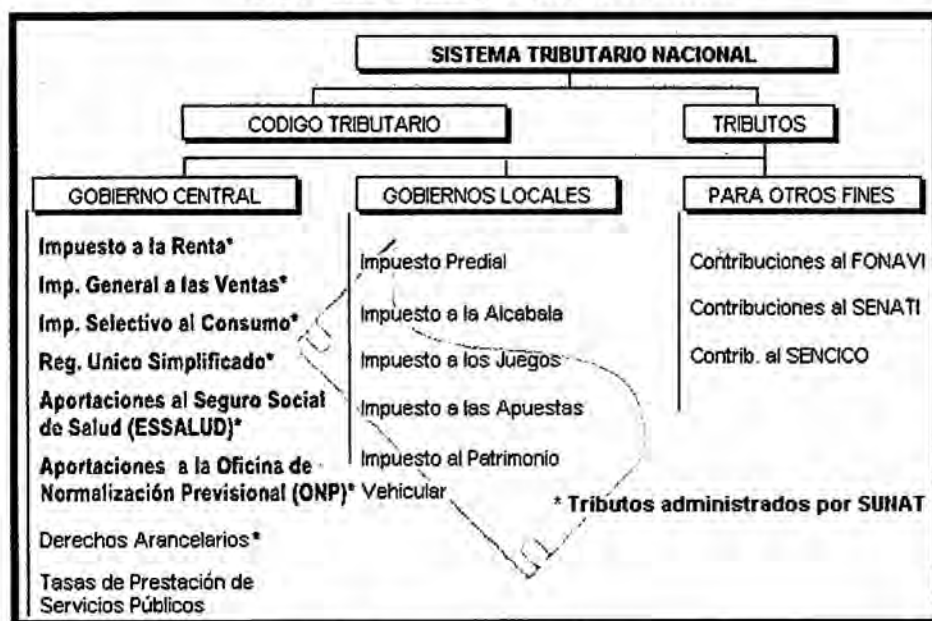 SISTEMA TRIBUTARIO NACIONAL
CODIGO TRIBUTARIO
TRIBUTOS
GOBIERNO CENTRAL
Impuesto a la Renta*
Imp. General a las Ventas*
Imp. Selectivo al Consumo*
Reg. Unico Simplificado*
Aportaciones al Seguro Social
de Salud (ESSALUD)*
Aportaciones a la Oficina de
Normalización Previsional (ONP)*
Derechos Arancelarios*
Tasas de Prestación de
Servicios Públicos
GOBIERNOS LOCALES
Impuesto Predial
Impuesto a la Alcabala
Impuesto a los Juegos
Impuesto a las Apuestas
Impuesto al Patrimonio
Vehicular
PARA OTROS FINES
Contribuciones al FONAVI
Contribuciones al SENATI
Contrib. al SENCICO
* Tributos administrados por SUNAT